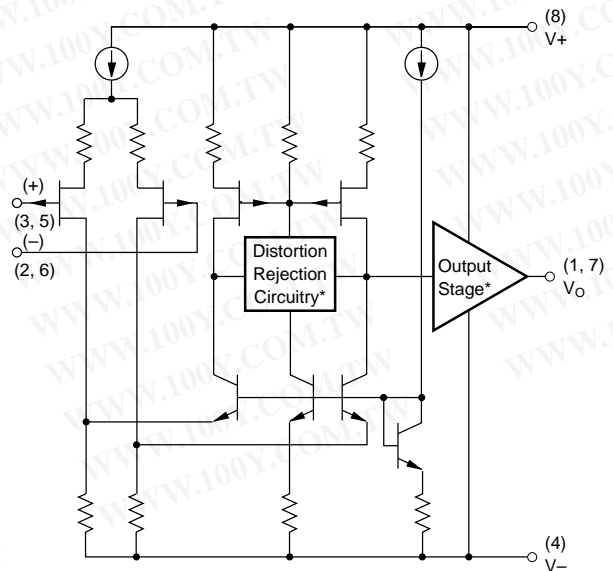 (8)
V+
(+)
(3, 5)
(–)
(2, 6)
Distortion
Rejection
Circuitry*
Output
Stage*
(1, 7)
VO
(4)
V–
WWW.100Y.COM.TW